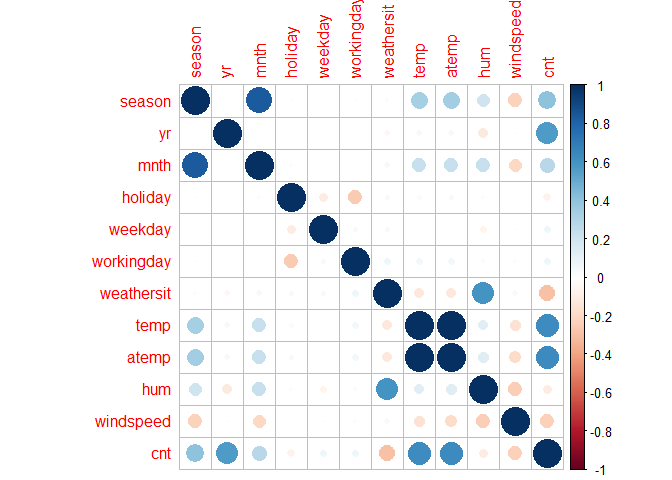 season
yr
mnth
holiday
weekday
workingday
weathersit
temp
atemp
hum
windspeed
cnt
season
yr
mnth
holiday
weekday
workingday
weathersit
temp
atemp
hum
windspeed
cnt
1
0.8
0.6
0.4
0.2
0
-0.2
-0.4
-0.6
-0.8
-1